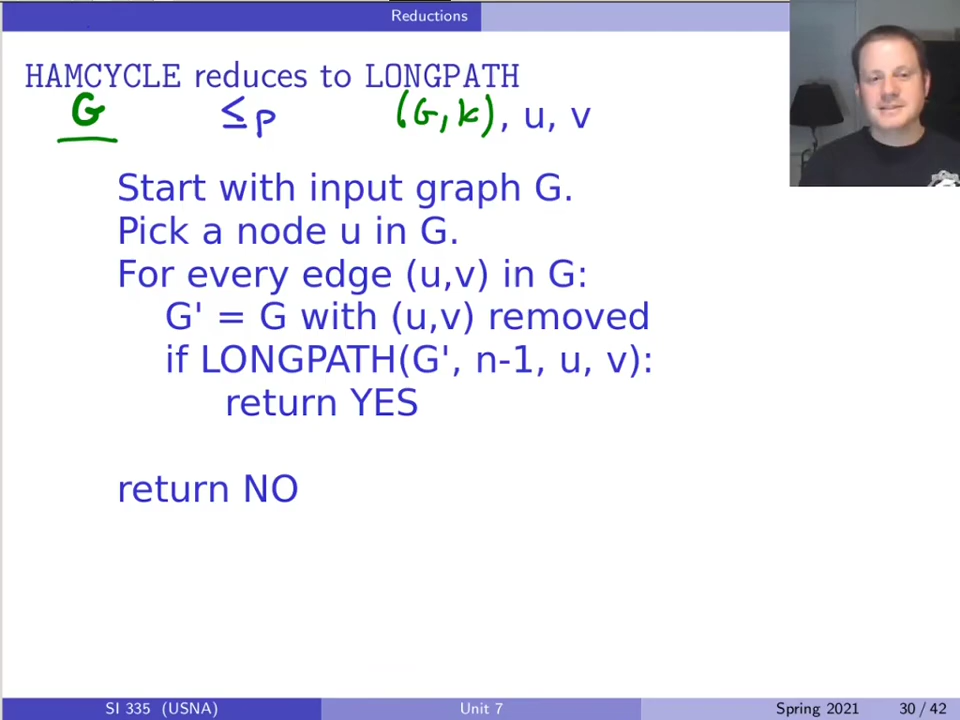 Reductions
HAMCYCLE reduces to LONGPATH
G ≤p (G, k), u, v
Start with input graph G.
Pick a node u in G.
For every edge (u,v) in G:
G' = G with (u,v) removed
if LONGPATH(G', n-1, u, v):
return YES
return NO
SI 335 (USNA) Unit 7 Spring 2021 30 / 42